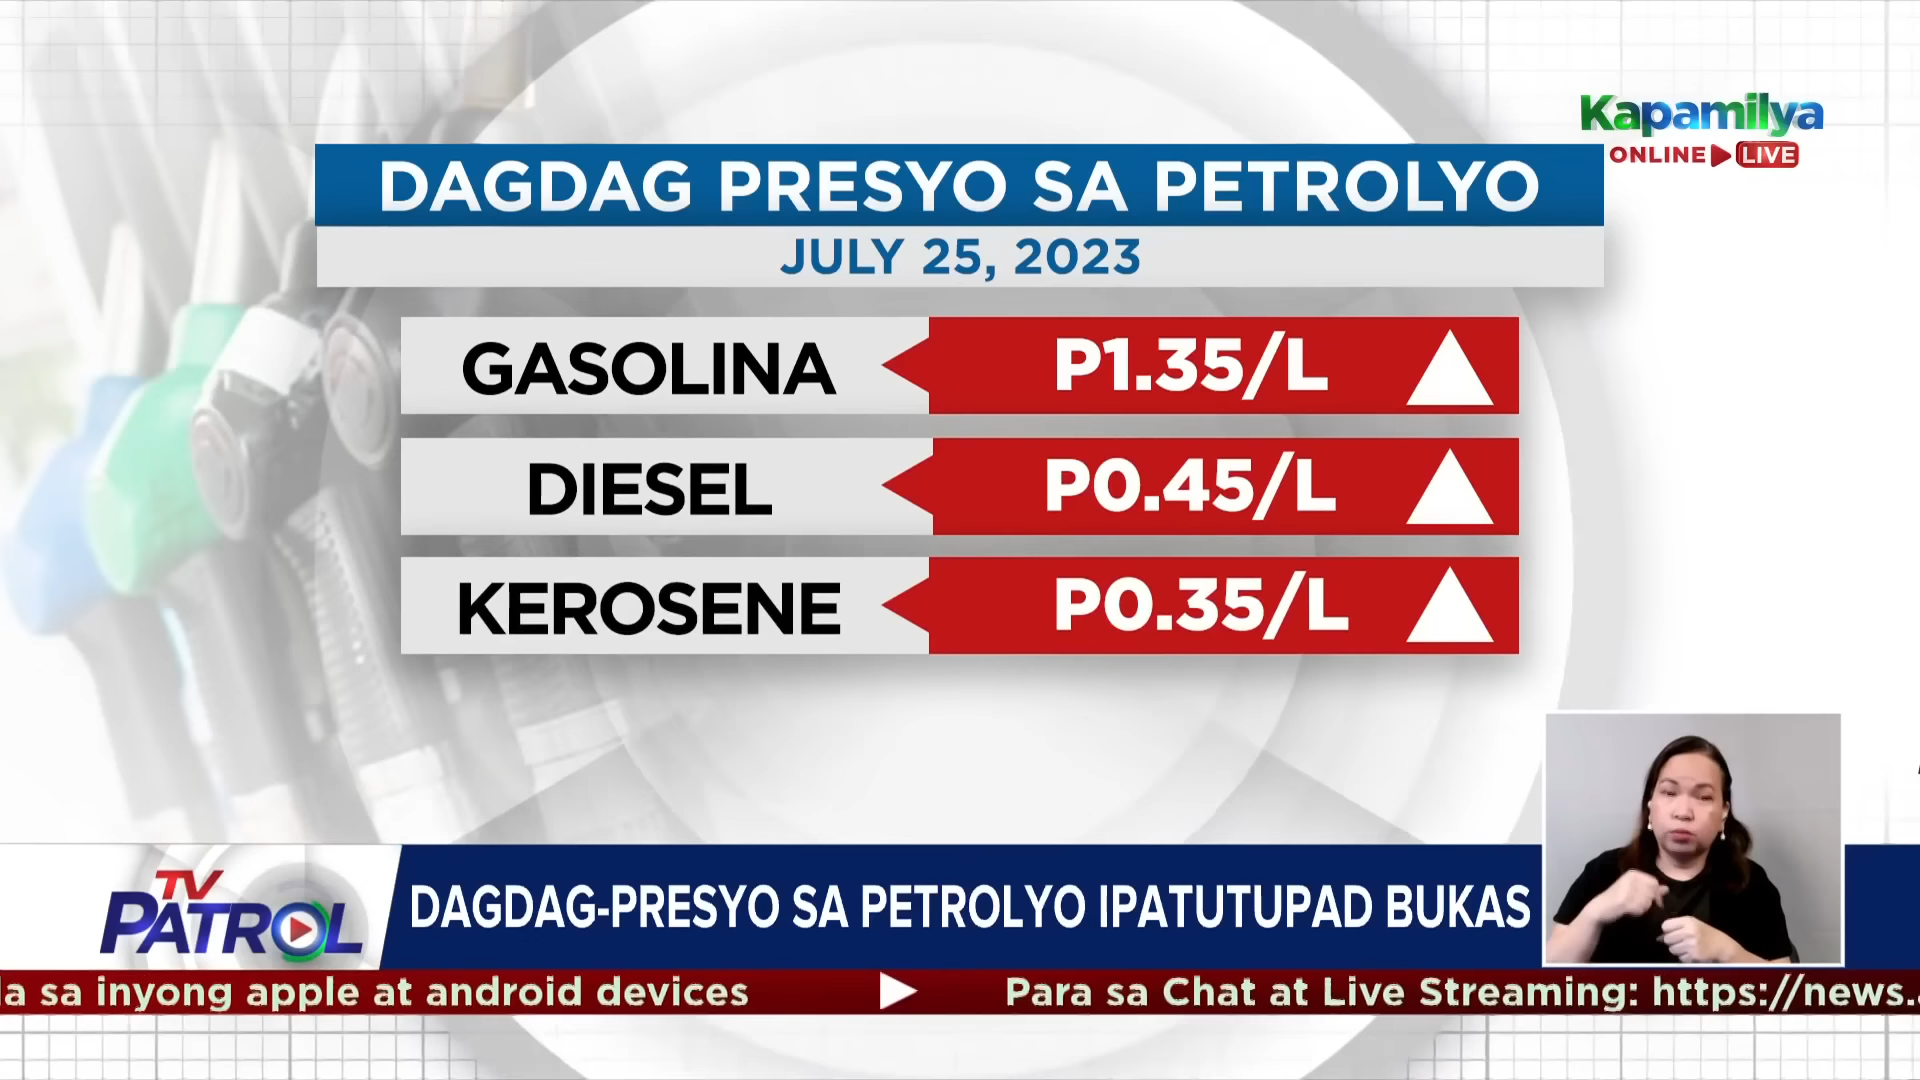 Kapamilya
ONLINE LIVE
DAGDAG PRESYO SA PETROLYO
JULY 25, 2023
GASOLINA P1.35/L
DIESEL P0.45/L
KEROSENE P0.35/L
TV PATROL
DAGDAG-PRESYO SA PETROLYO IPATUTUPAD BUKAS
la sa inyong apple at android devices Para sa Chat at Live Streaming: https://news.